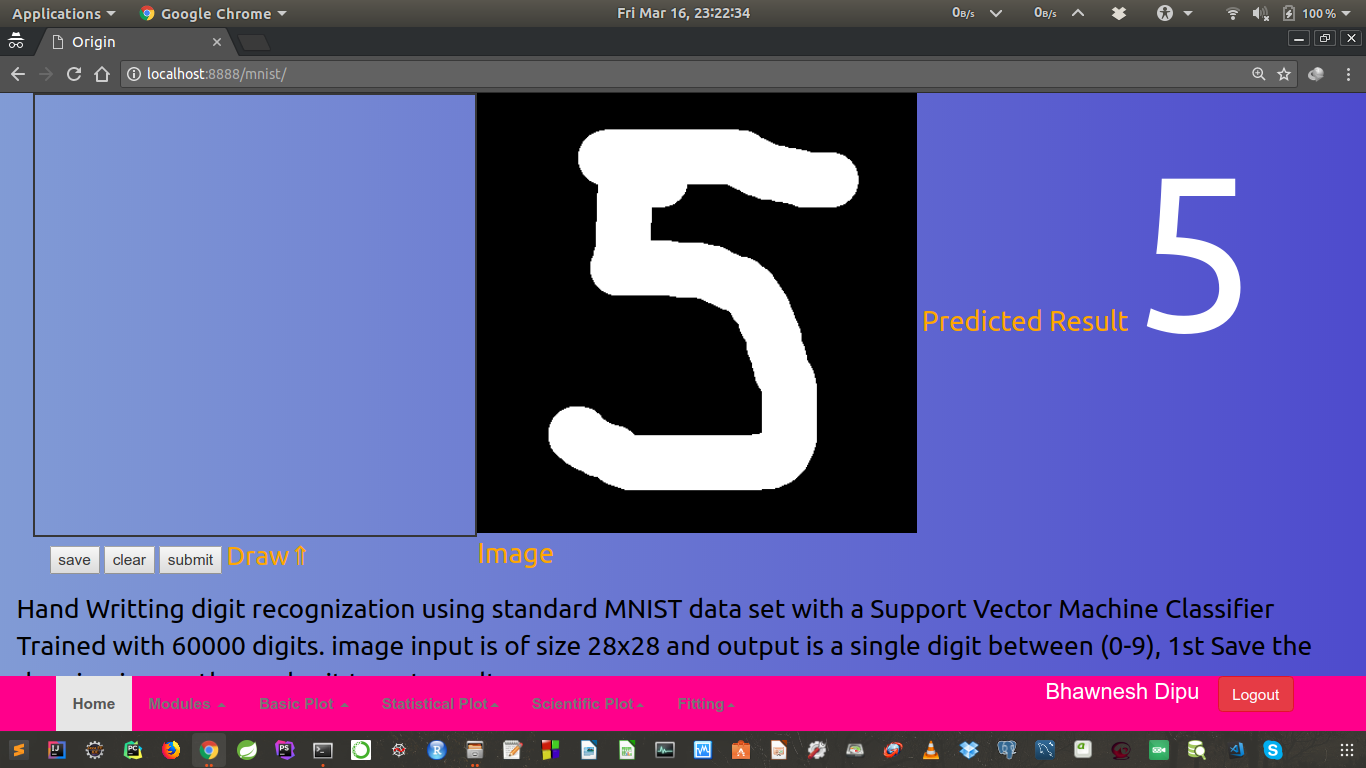 Applications Google Chrome Fri Mar 16, 23:22:34 0B/s 0B/s 100 %
Origin
localhost:8888/mnist/
5
5
Predicted Result
save clear submit Draw⇑
Image
Hand Writting digit recognization using standard MNIST data set with a Support Vector Machine Classifier
Trained with 60000 digits. image input is of size 28x28 and output is a single digit between (0-9), 1st Save the
Home Modules Basic Plot Statistical Plot Scientific Plot Fitting Bhawnesh Dipu Logout